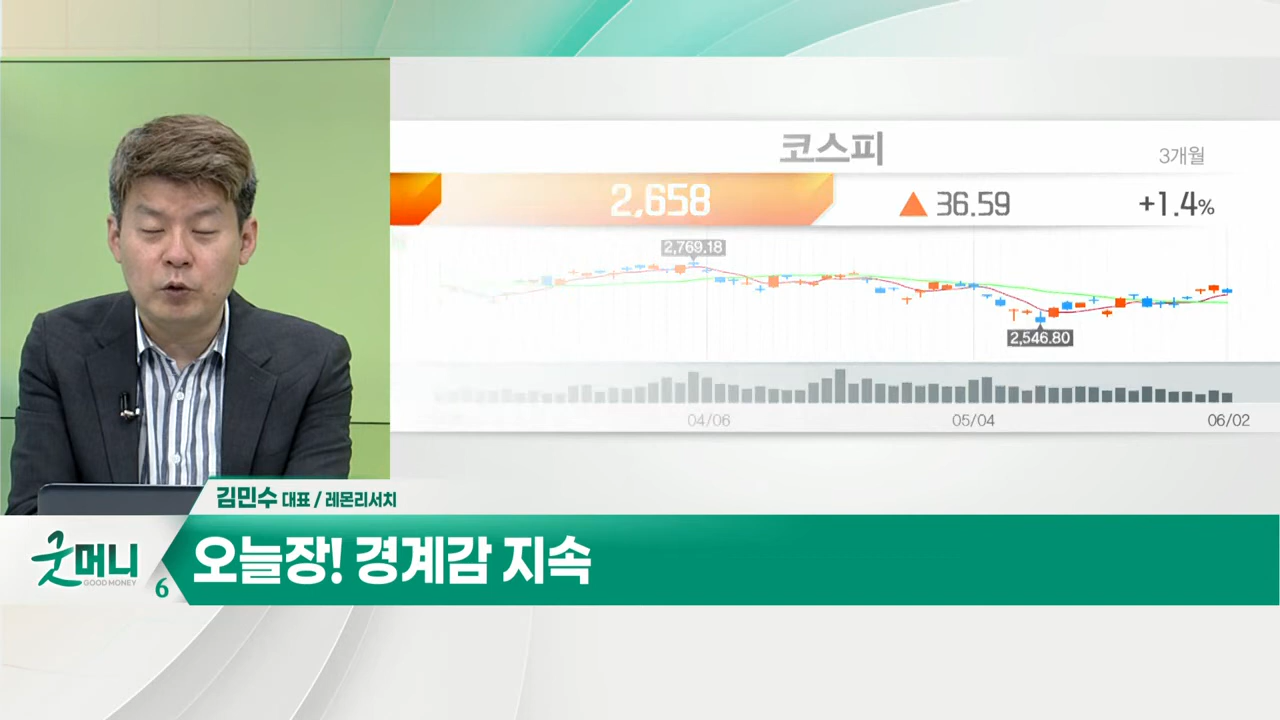 코스피
3개월
2,658
▲ 36.59
+1.4%
2,769.18
2,546.80
04/06
05/04
06/02
김민수 대표 / 레몬리서치
굿머니
GOOD MONEY
6
오늘장! 경계감 지속